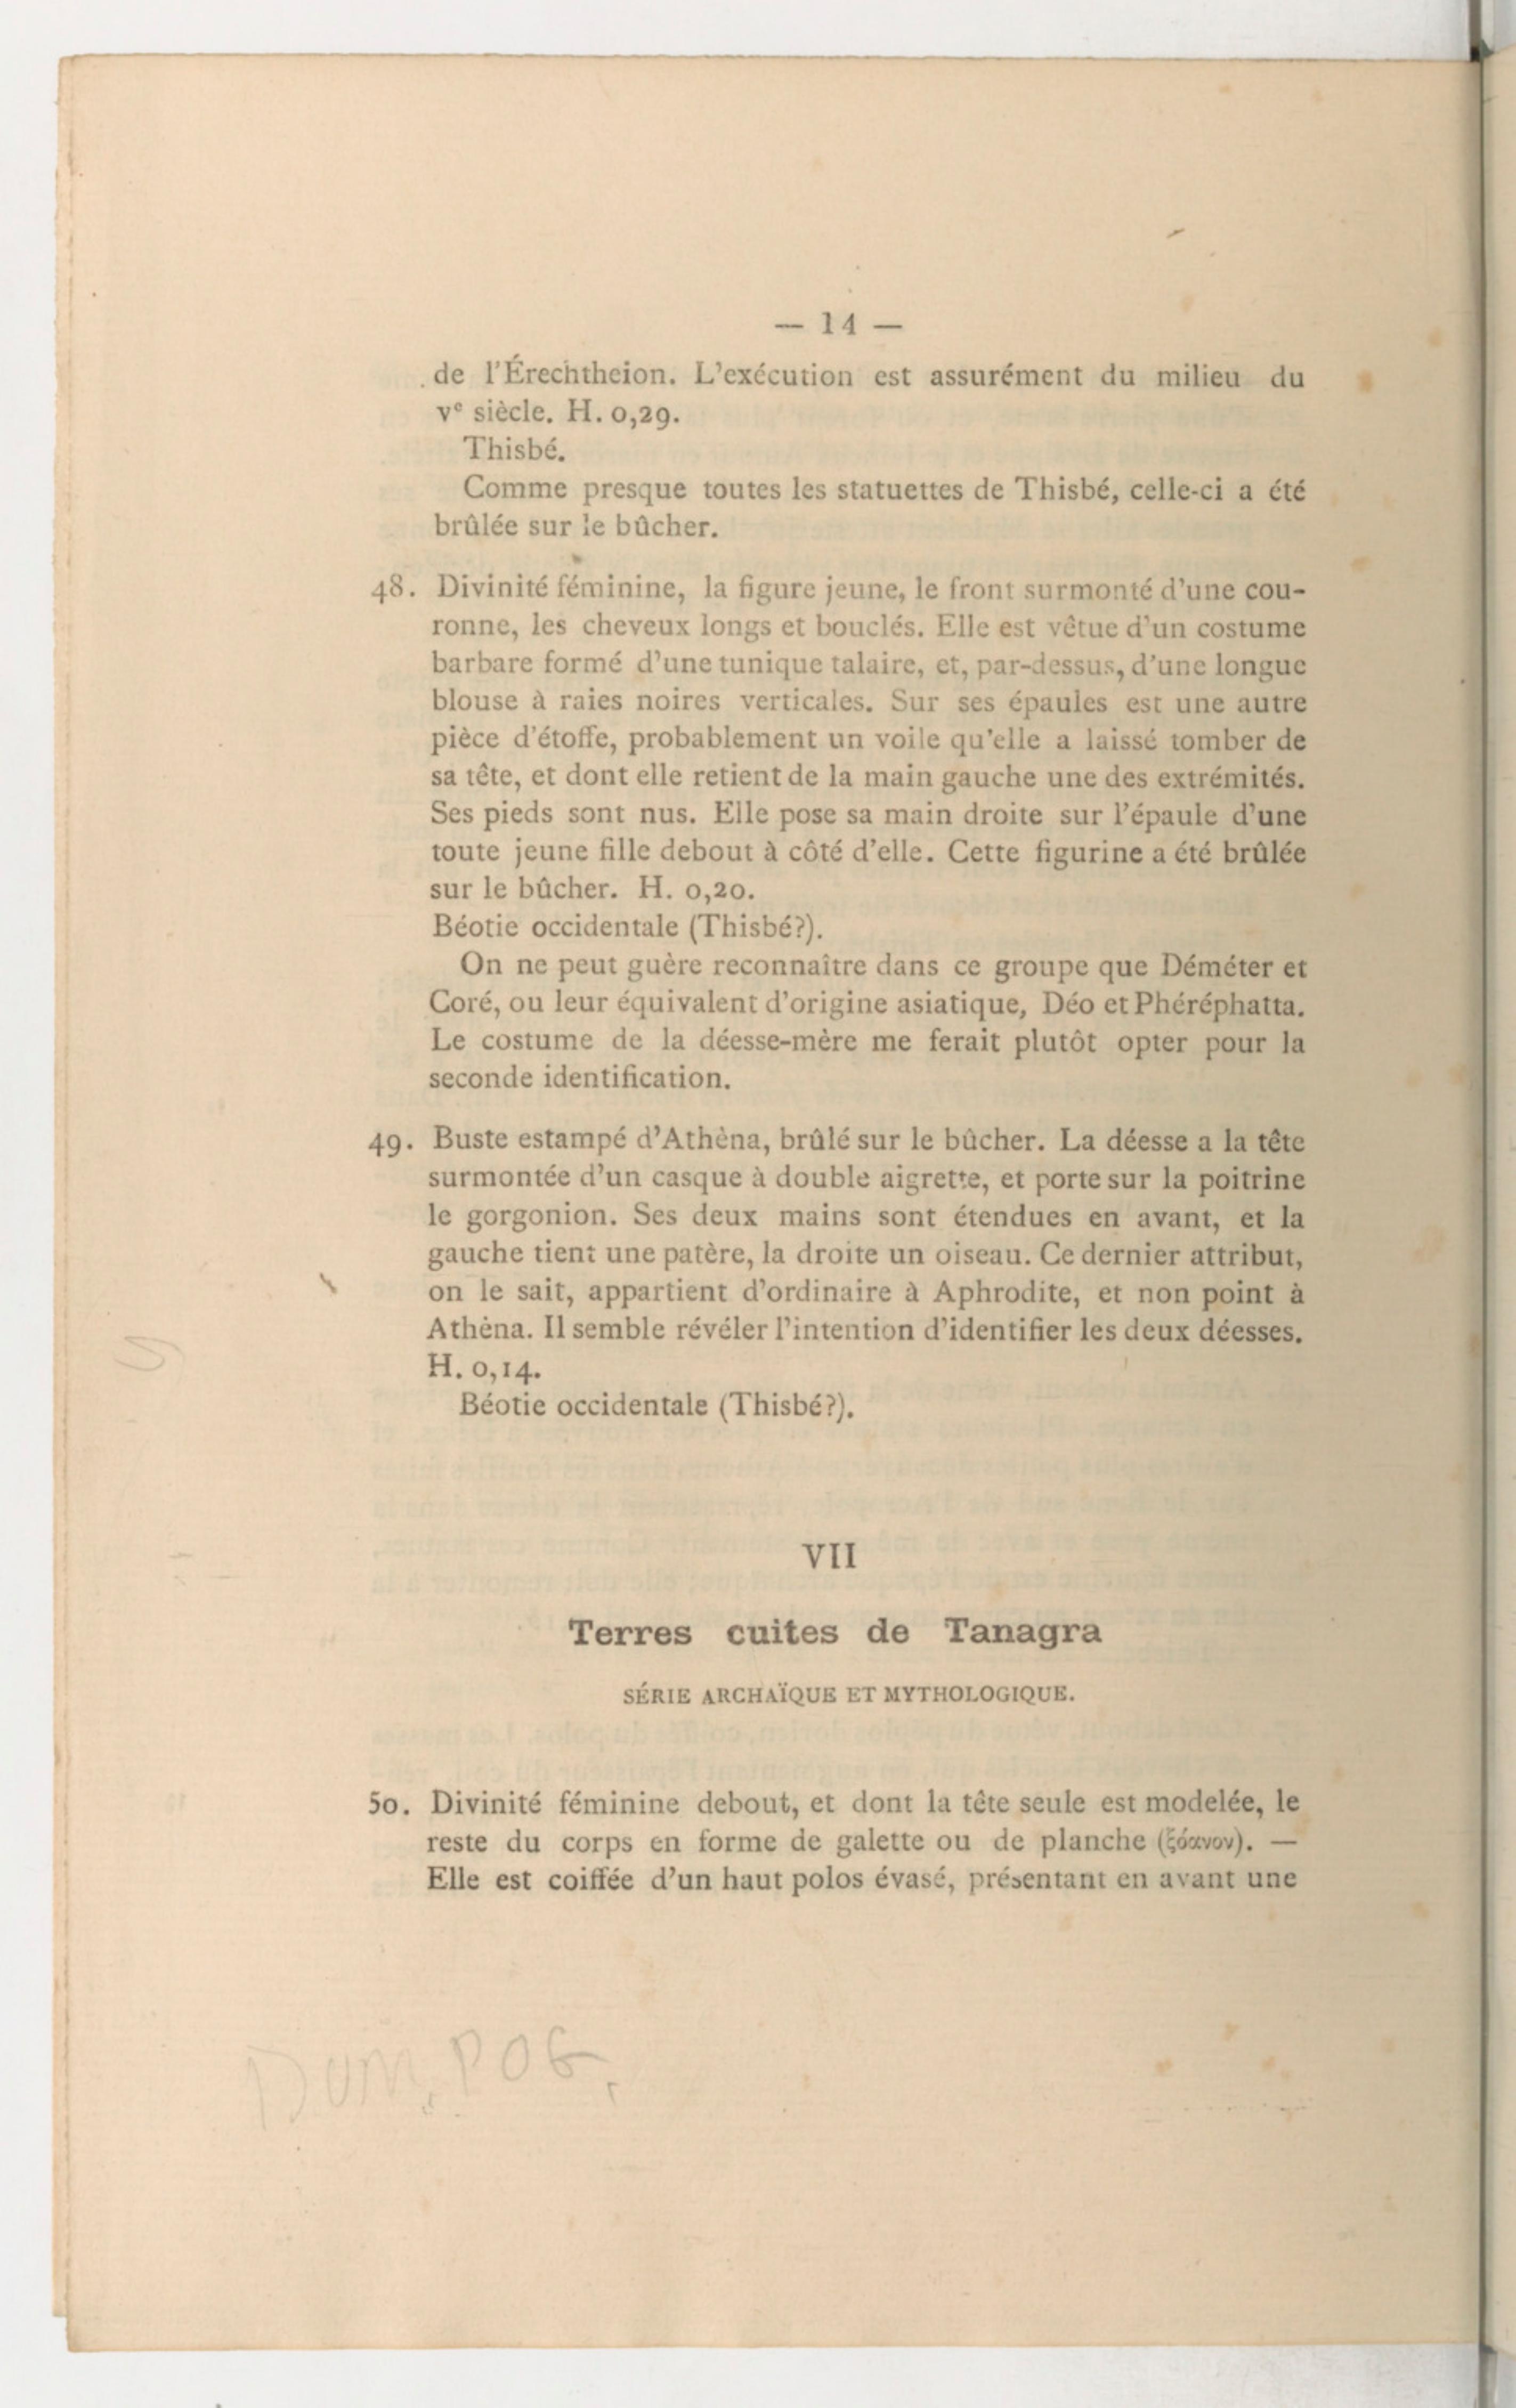 — 14 —
de l'Érechtheion. L'exécution est assurément du milieu du
vᵉ siècle. H. 0,29.
Thisbé.
Comme presque toutes les statuettes de Thisbé, celle-ci a été
brûlée sur le bûcher.
48. Divinité féminine, la figure jeune, le front surmonté d'une cou-
ronne, les cheveux longs et bouclés. Elle est vêtue d'un costume
barbare formé d'une tunique talaire, et, par-dessus, d'une longue
blouse à raies noires verticales. Sur ses épaules est une autre
pièce d'étoffe, probablement un voile qu'elle a laissé tomber de
sa tête, et dont elle retient de la main gauche une des extrémités.
Ses pieds sont nus. Elle pose sa main droite sur l'épaule d'une
toute jeune fille debout à côté d'elle. Cette figurine a été brûlée
sur le bûcher. H. 0,20.
Béotie occidentale (Thisbé?).
On ne peut guère reconnaître dans ce groupe que Déméter et
Coré, ou leur équivalent d'origine asiatique, Déo et Phéréphatta.
Le costume de la déesse-mère me ferait plutôt opter pour la
seconde identification.
49. Buste estampé d'Athèna, brûlé sur le bûcher. La déesse a la tête
surmontée d'un casque à double aigrette, et porte sur la poitrine
le gorgonion. Ses deux mains sont étendues en avant, et la
gauche tient une patère, la droite un oiseau. Ce dernier attribut,
on le sait, appartient d'ordinaire à Aphrodite, et non point à
Athèna. Il semble révéler l'intention d'identifier les deux déesses.
H. 0,14.
Béotie occidentale (Thisbé?).
VII
Terres cuites de Tanagra
SÉRIE ARCHAÏQUE ET MYTHOLOGIQUE.
50. Divinité féminine debout, et dont la tête seule est modelée, le
reste du corps en forme de galette ou de planche (ξόανον). —
Elle est coiffée d'un haut polos évasé, présentant en avant une